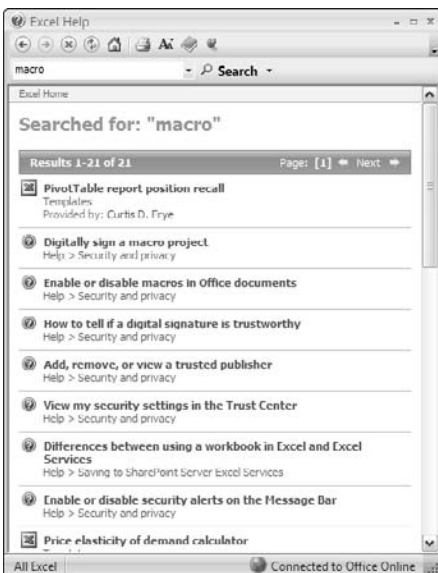 Excel Help
macro
Search
Excel Home
Searched for: "macro"
Results 1-21 of 21 Page: [1] Next
PivotTable report position recall
Templates
Provided by: Curtis D. Frye
Digitally sign a macro project
Help > Security and privacy
Enable or disable macros in Office documents
Help > Security and privacy
How to tell if a digital signature is trustworthy
Help > Security and privacy
Add, remove, or view a trusted publisher
Help > Security and privacy
View my security settings in the Trust Center
Help > Security and privacy
Differences between using a workbook in Excel and Excel
Services
Help > Saving to SharePoint Server Excel Services
Enable or disable security alerts on the Message Bar
Help > Security and privacy
Price elasticity of demand calculator
All Excel Connected to Office Online